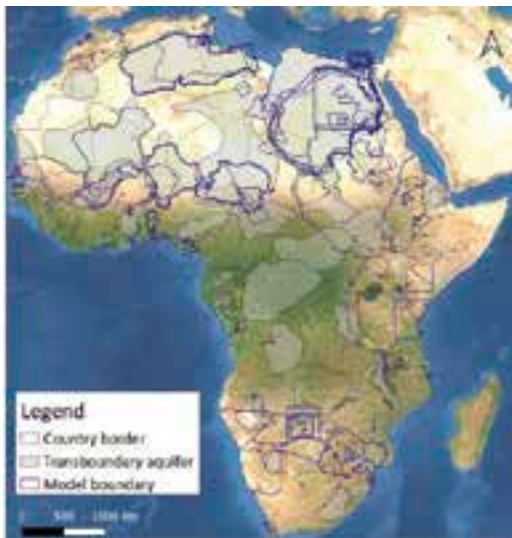 Legend
Country border
Transboundary aquifer
Model boundary
0 500 1000 km